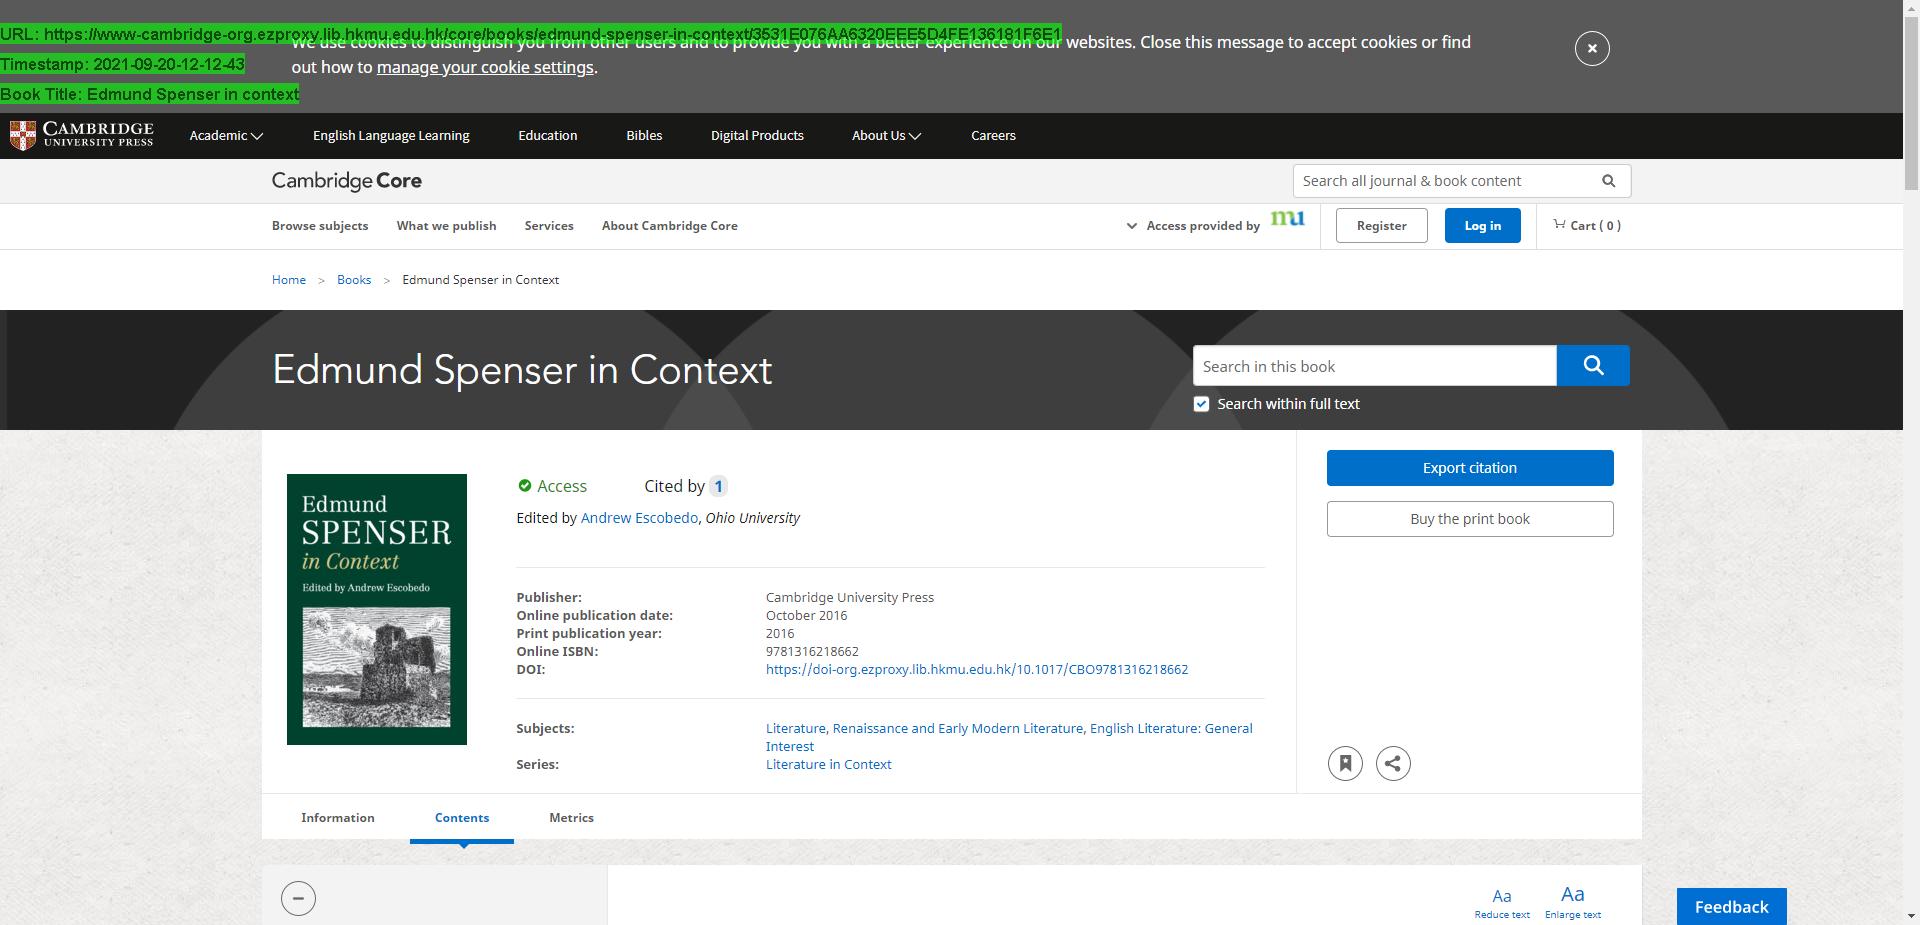 URL: https://www-cambridge-org.ezproxy.lib.hkmu.edu.hk/core/books/edmund-spenser-in-context/3531E076AA6320EEE5D4FE136181F6E1
We use cookies to distinguish you from other users and to provide you with a better experience on our websites. Close this message to accept cookies or find
Timestamp: 2021-09-20-12-12-43
out how to manage your cookie settings.
Book Title: Edmund Spenser in context
CAMBRIDGE
UNIVERSITY PRESS
Academic English Language Learning Education Bibles Digital Products About Us Careers
Cambridge Core
Search all journal & book content
Browse subjects What we publish Services About Cambridge Core
Access provided by mu Register Log in Cart ( 0 )
Home > Books > Edmund Spenser in Context
Edmund Spenser in Context
Search in this book
Search within full text
Edmund
SPENSER
in Context
Edited by Andrew Escobedo
Access Cited by 1
Edited by Andrew Escobedo, Ohio University
Publisher: Cambridge University Press
Online publication date: October 2016
Print publication year: 2016
Online ISBN: 9781316218662
DOI: https://doi-org.ezproxy.lib.hkmu.edu.hk/10.1017/CBO9781316218662
Subjects: Literature, Renaissance and Early Modern Literature, English Literature: General
Interest
Series: Literature in Context
Export citation
Buy the print book
Information Contents Metrics
Aa Aa
Reduce text Enlarge text
Feedback